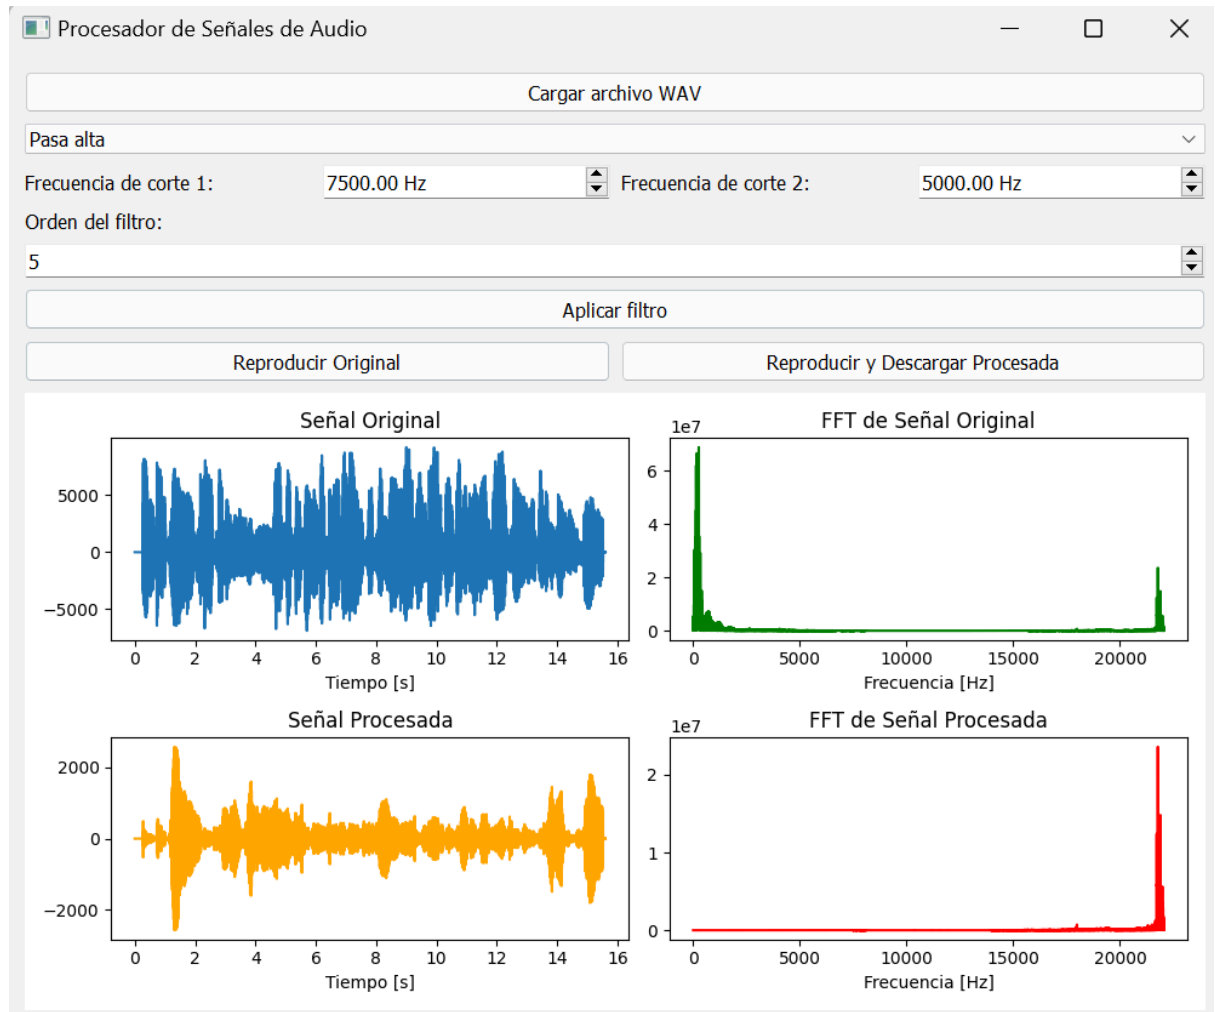 Procesador de Señales de Audio
Cargar archivo WAV
Pasa alta
Frecuencia de corte 1: 7500.00 Hz Frecuencia de corte 2: 5000.00 Hz
Orden del filtro:
5
Aplicar filtro
Reproducir Original Reproducir y Descargar Procesada
Señal Original
5000
0
−5000
0 2 4 6 8 10 12 14 16
Tiempo [s]
FFT de Señal Original
1e7
6
4
2
0
0 5000 10000 15000 20000
Frecuencia [Hz]
Señal Procesada
2000
0
−2000
0 2 4 6 8 10 12 14 16
Tiempo [s]
FFT de Señal Procesada
1e7
2
1
0
0 5000 10000 15000 20000
Frecuencia [Hz]